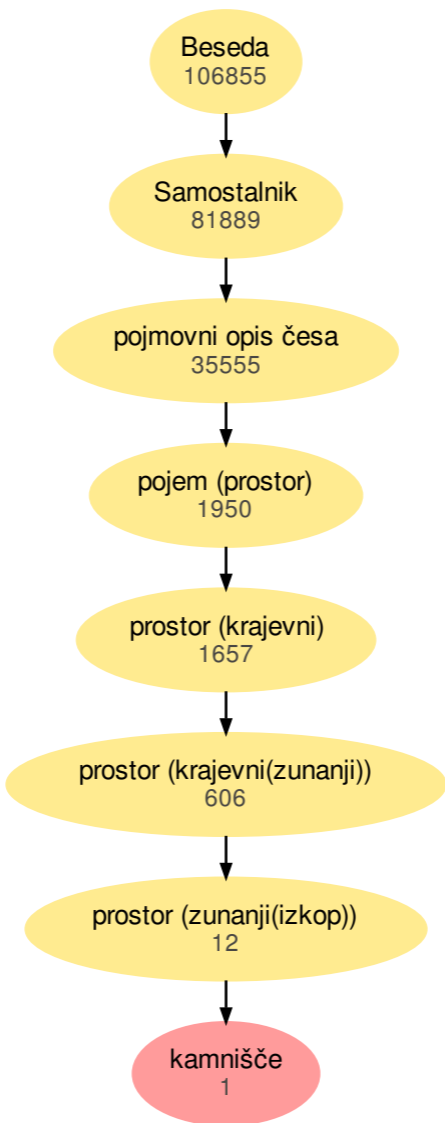 Beseda
106855
Samostalnik
81889
pojmovni opis česa
35555
pojem (prostor)
1950
prostor (krajevni)
1657
prostor (krajevni(zunanji))
606
prostor (zunanji(izkop))
12
kamnišče
1